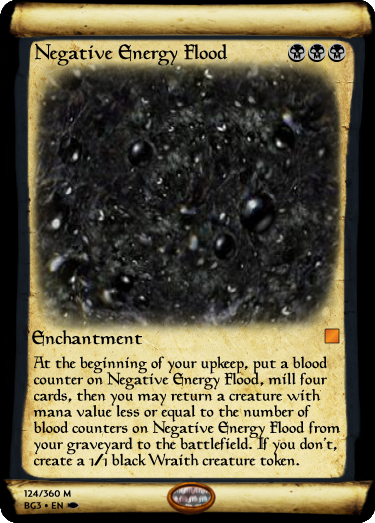 Negative Energy Flood
Enchantment
At the beginning of your upkeep, put a blood
counter on Negative Energy Flood, mill four
cards, then you may return a creature with
mana value less or equal to the number of
blood counters on Negative Energy Flood from
your graveyard to the battlefield. If you don't,
create a 1/1 black Wraith creature token.
124/360 M
BG3 • EN